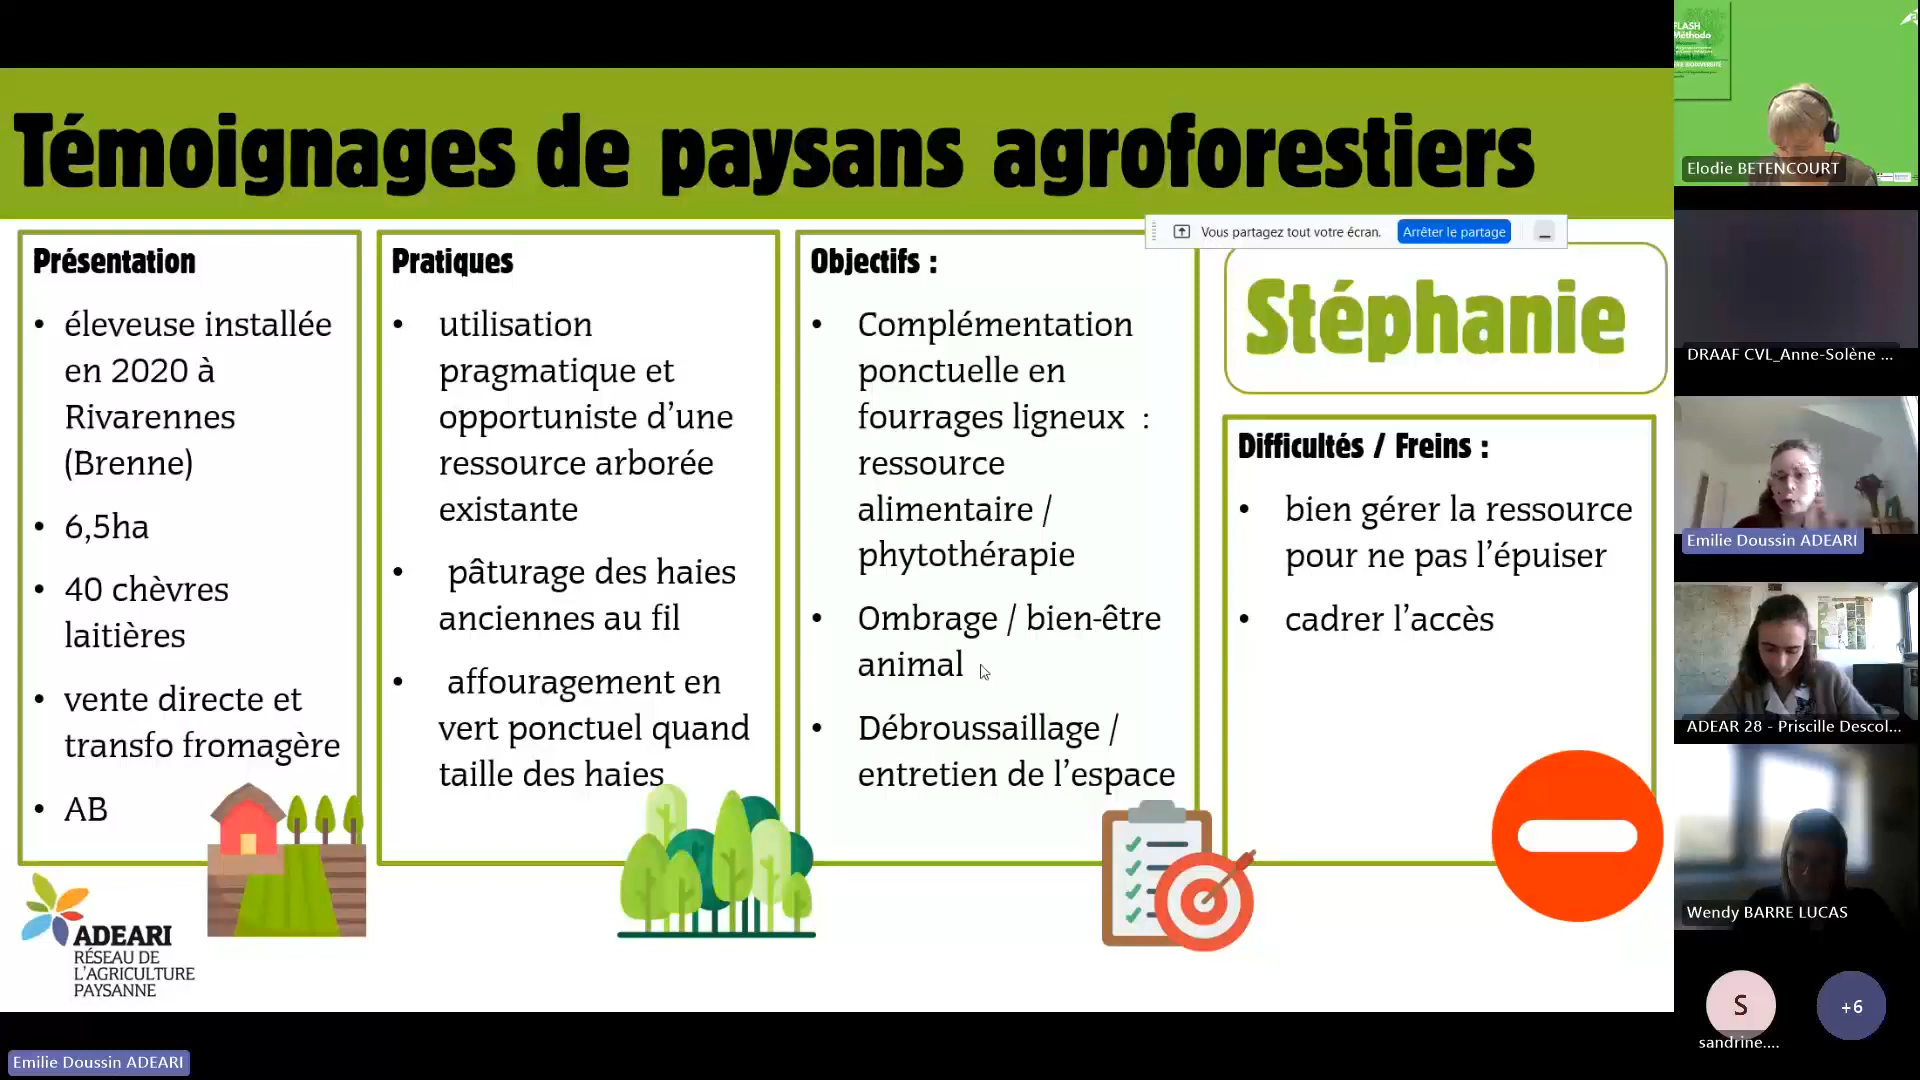 Témoignages de paysans agroforestiers
Vous partagez tout votre écran.
Arrêter le partage
Présentation
• éleveuse installée
en 2020 à
Rivarennes
(Brenne)
• 6,5ha
• 40 chèvres
laitières
• vente directe et
transfo fromagère
• AB
Pratiques
• utilisation
pragmatique et
opportuniste d’une
ressource arborée
existante
• pâturage des haies
anciennes au fil
• affouragement en
vert ponctuel quand
taille des haies
Objectifs :
• Complémentation
ponctuelle en
fourrages ligneux :
ressource
alimentaire /
phytothérapie
• Ombrage / bien-être
animal
• Débroussaillage /
entretien de l’espace
Stéphanie
Difficultés / Freins :
• bien gérer la ressource
pour ne pas l’épuiser
• cadrer l’accès
ADEARI
RÉSEAU DE
L'AGRICULTURE
PAYSANNE
Emilie Doussin ADEARI
FLASH
Méthodo
Elodie BETENCOURT
DRAAF CVL_Anne-Solène ...
Emilie Doussin ADEARI
ADEAR 28 - Priscille Descol...
Wendy BARRE LUCAS
S
+6
sandrine....